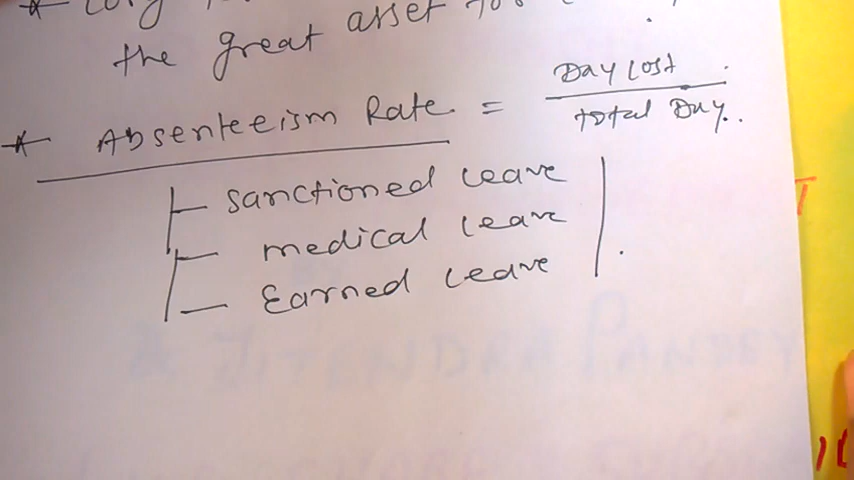 the great asset
* Absenteeism Rate = Day Lost / total Day.
sanctioned leave
medical leave
Earned leave